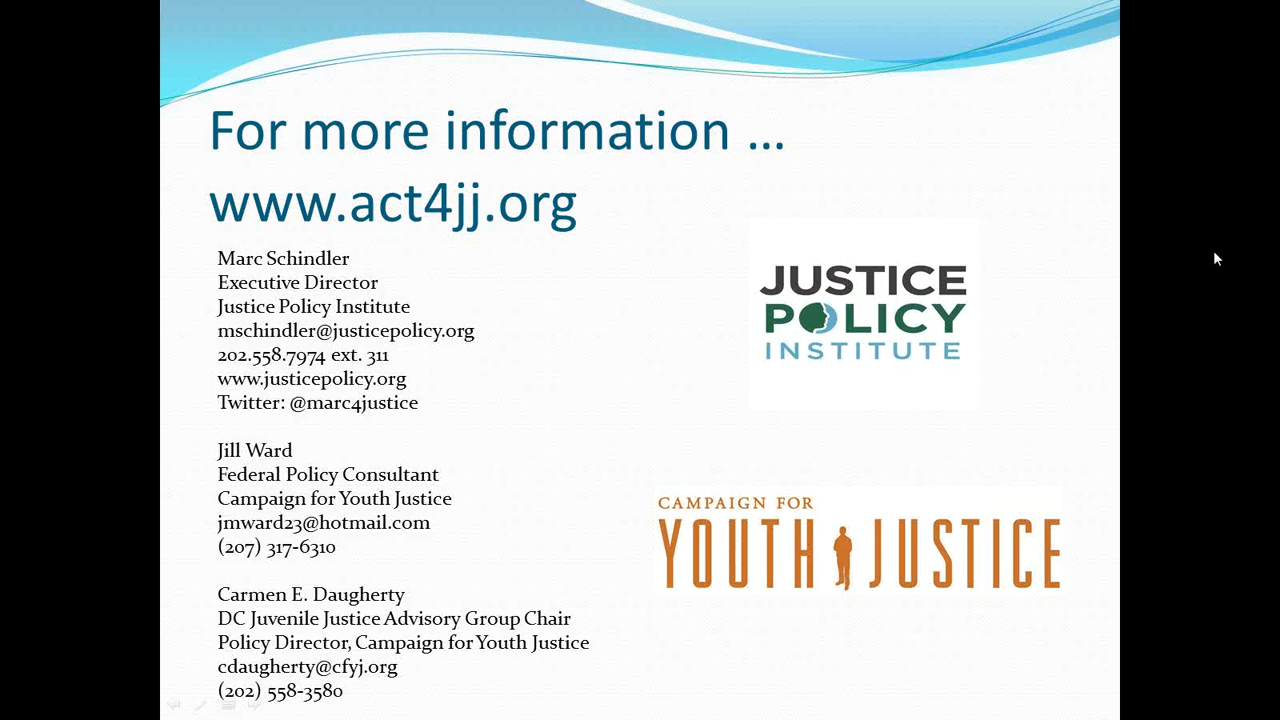 For more information ...
www.act4jj.org
Marc Schindler
Executive Director
Justice Policy Institute
mschindler@justicepolicy.org
202.558.7974 ext. 311
www.justicepolicy.org
Twitter: @marc4justice
Jill Ward
Federal Policy Consultant
Campaign for Youth Justice
jmward23@hotmail.com
(207) 317-6310
Carmen E. Daugherty
DC Juvenile Justice Advisory Group Chair
Policy Director, Campaign for Youth Justice
cdaugherty@cfyj.org
(202) 558-3580
JUSTICE
POLICY
INSTITUTE
CAMPAIGN FOR
YOUTH JUSTICE